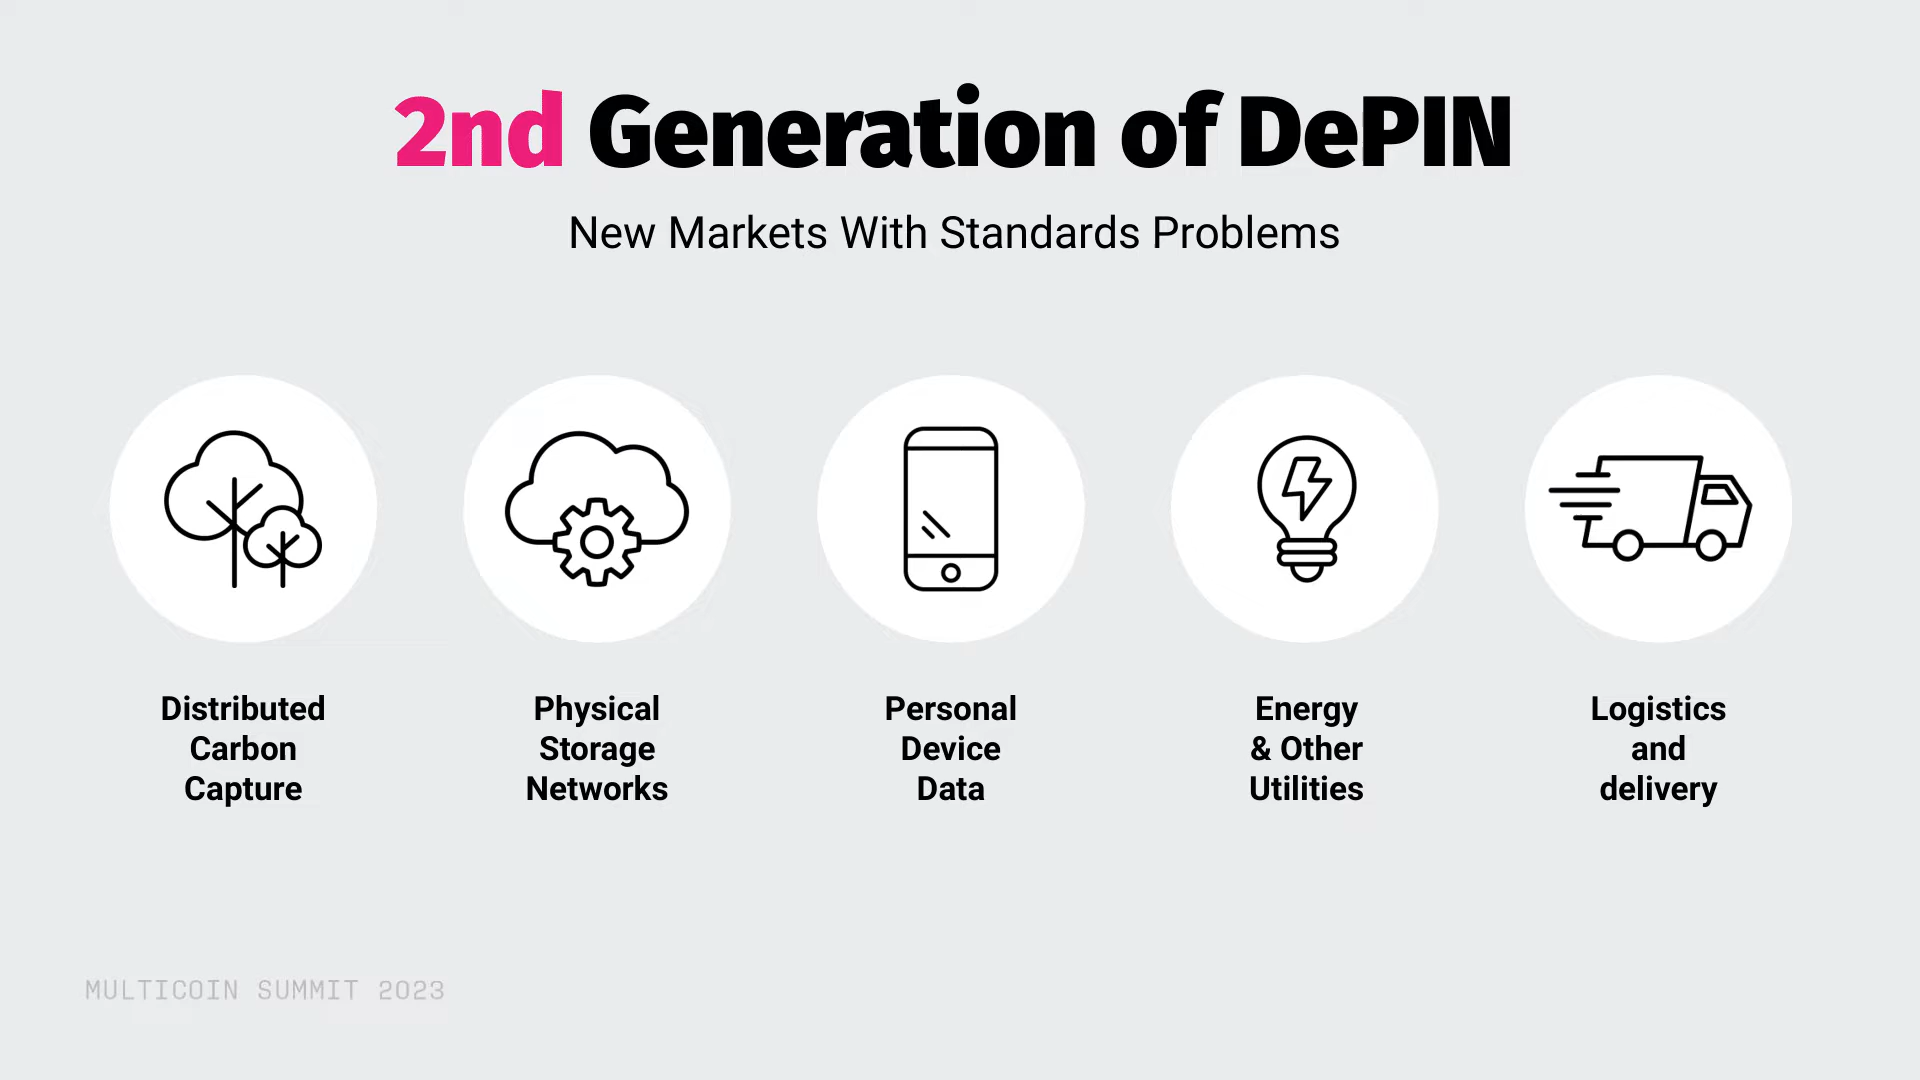 2nd Generation of DePIN
New Markets With Standards Problems
Distributed
Carbon
Capture
Physical
Storage
Networks
Personal
Device
Data
Energy
& Other
Utilities
Logistics
and
delivery
MULTICOIN SUMMIT 2023